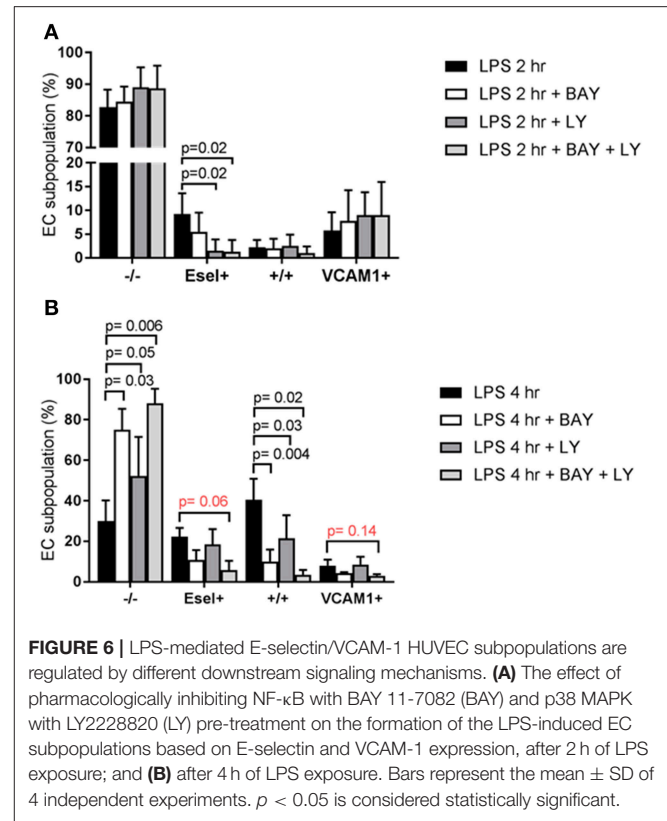 A
EC subpopulation (%)
100
90
80
70
20
15
10
5
0
p=0.02
p=0.02
-/-
Esel+
+/+
VCAM1+
LPS 2 hr
LPS 2 hr + BAY
LPS 2 hr + LY
LPS 2 hr + BAY + LY
B
EC subpopulation (%)
100
80
60
40
20
0
p= 0.006
p= 0.05
p= 0.03
p= 0.06
p= 0.02
p= 0.03
p= 0.004
p= 0.14
-/-
Esel+
+/+
VCAM1+
LPS 4 hr
LPS 4 hr + BAY
LPS 4 hr + LY
LPS 4 hr + BAY + LY
FIGURE 6 | LPS-mediated E-selectin/VCAM-1 HUVEC subpopulations are
regulated by different downstream signaling mechanisms. (A) The effect of
pharmacologically inhibiting NF-κB with BAY 11-7082 (BAY) and p38 MAPK
with LY2228820 (LY) pre-treatment on the formation of the LPS-induced EC
subpopulations based on E-selectin and VCAM-1 expression, after 2 h of LPS
exposure; and (B) after 4 h of LPS exposure. Bars represent the mean ± SD of
4 independent experiments. p < 0.05 is considered statistically significant.